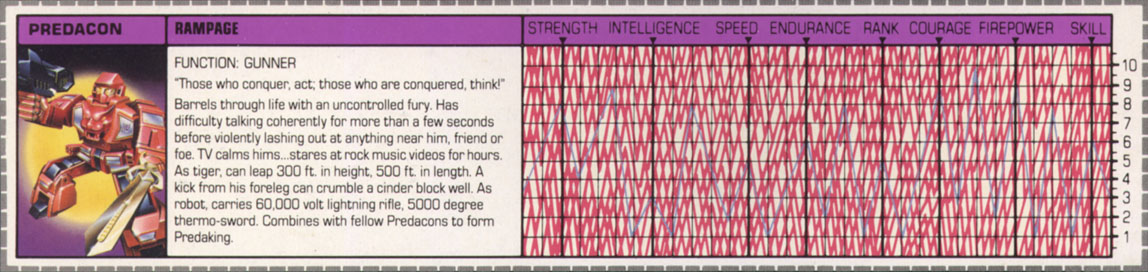 PREDACON
RAMPAGE
STRENGTH INTELLIGENCE SPEED ENDURANCE RANK COURAGE FIREPOWER SKILL
FUNCTION: GUNNER
"Those who conquer, act; those who are conquered, think!"
Barrels through life with an uncontrolled fury. Has
difficulty talking coherently for more than a few seconds
before violently lashing out at anything near him, friend or
foe. TV calms hims...stares at rock music videos for hours.
As tiger, can leap 300 ft. in height, 500 ft. in length. A
kick from his foreleg can crumble a cinder block well. As
robot, carries 60,000 volt lightning rifle, 5000 degree
thermo-sword. Combines with fellow Predacons to form
Predaking.
10
9
8
7
6
5
4
3
2
1